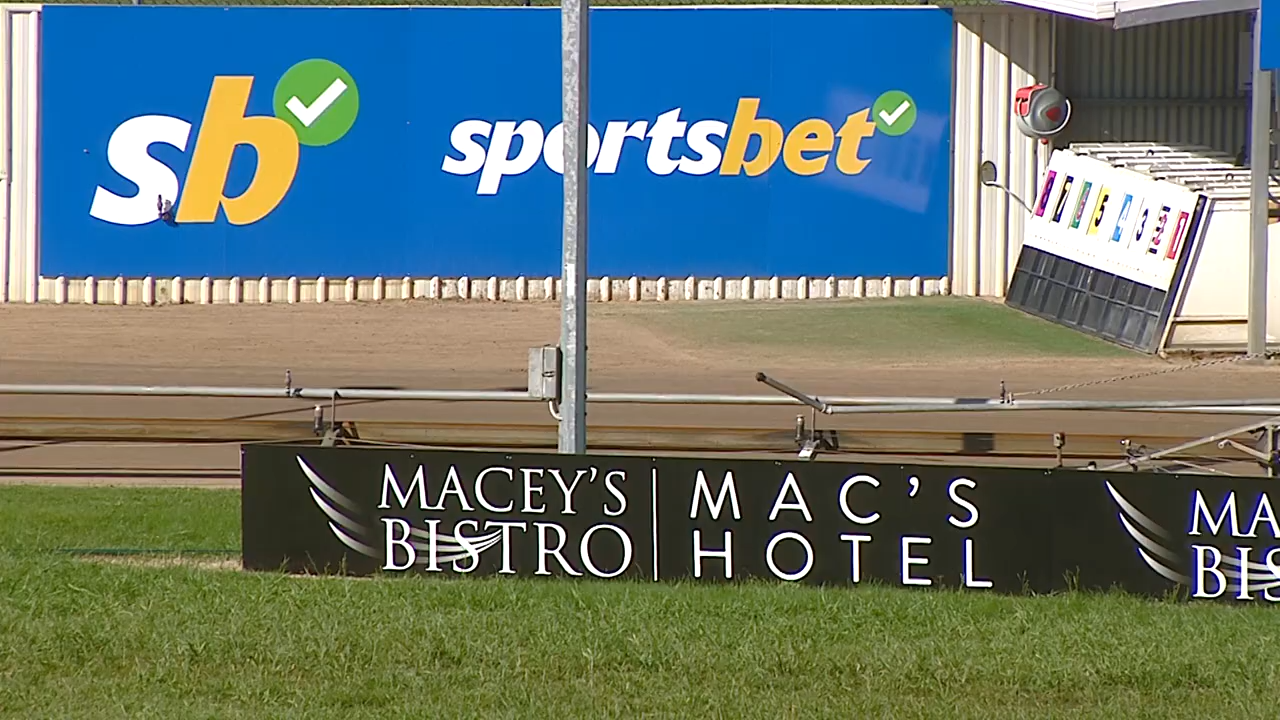 sb
sportsbet
8 7 6 5 4 3 2 1
MACEY'S
BISTRO
MAC'S
HOTEL
MA
BIS